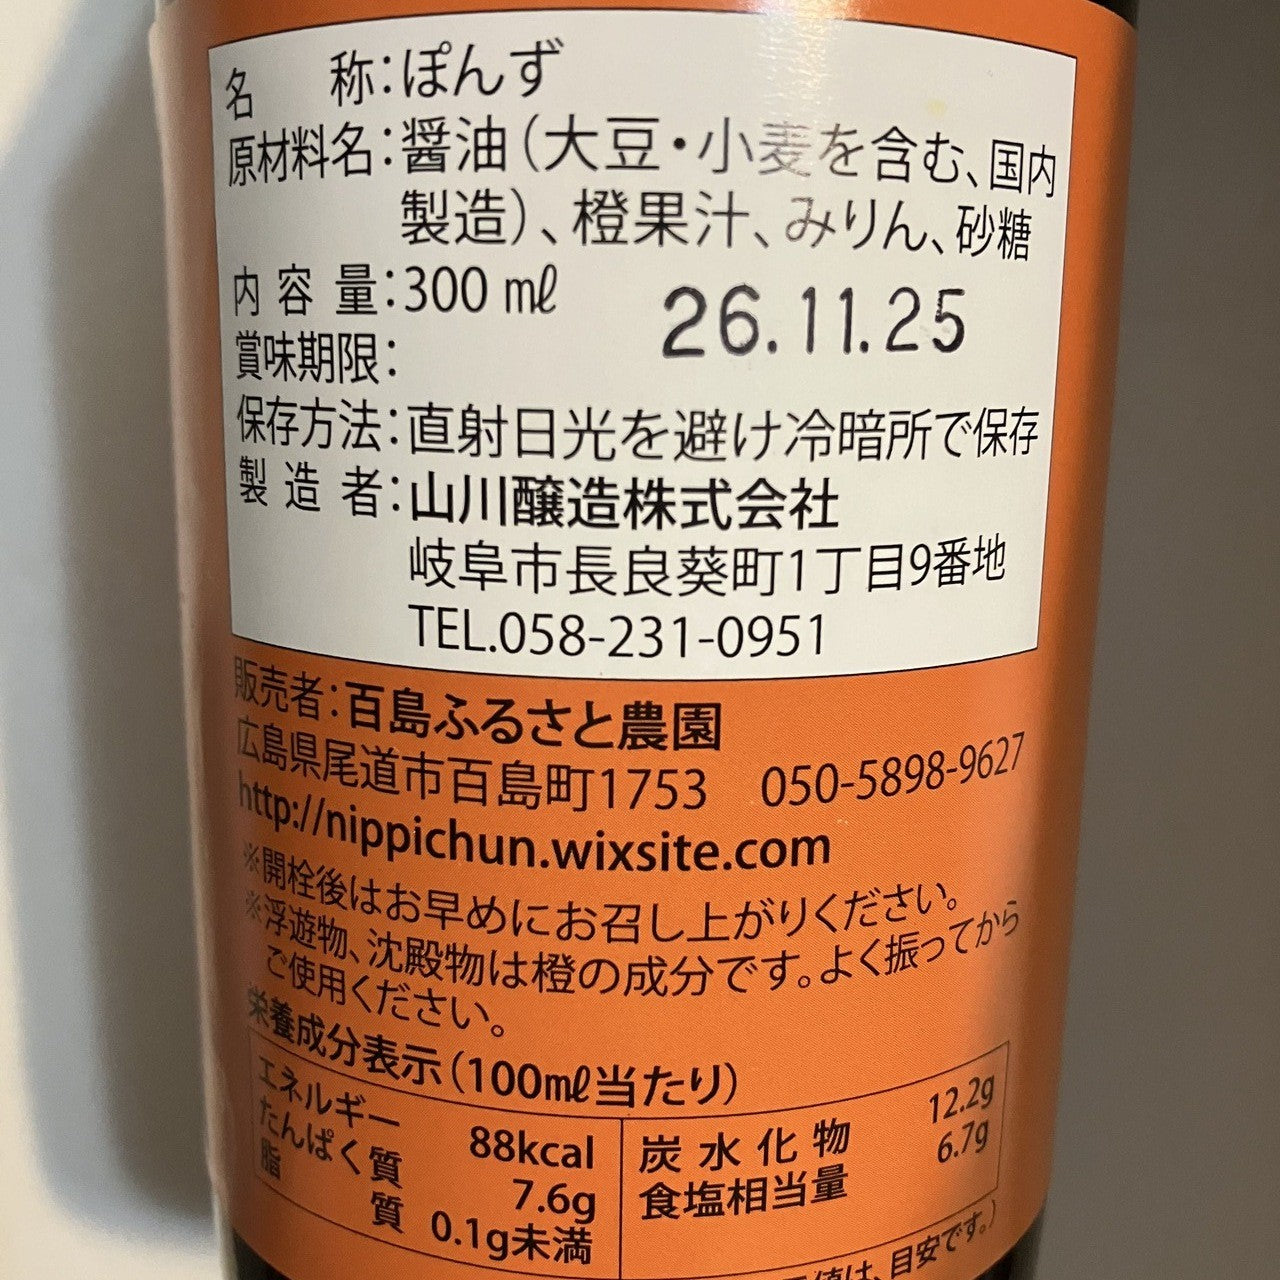 名　称：ぽんず
原材料名：醤油（大豆・小麦を含む、国内
製造）、橙果汁、みりん、砂糖
内容量：300㎖
26.11.25
賞味期限：
保存方法：直射日光を避け冷暗所で保存
製造者：山川醸造株式会社
岐阜市長良葵町1丁目9番地
TEL.058-231-0951
販売者：百島ふるさと農園
広島県尾道市百島町1753　050-5898-9627
http://nippichun.wixsite.com
※開栓後はお早めにお召し上がりください。
※浮遊物、沈殿物は橙の成分です。よく振ってから
ご使用ください。
栄養成分表示（100㎖当たり）
エネルギー　88kcal
たんぱく質　7.6g
脂質　0.1g未満
炭水化物　12.2g
食塩相当量　6.7g
値は、目安です。）